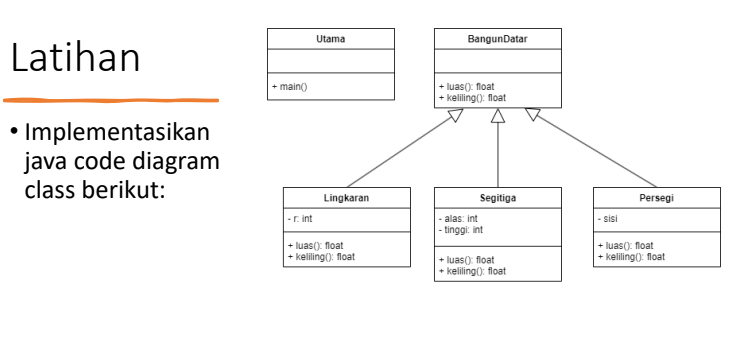 Latihan
• Implementasikan
java code diagram
class berikut:
Utama
+ main()
BangunDatar
+ luas(): float
+ keliling(): float
Lingkaran
- r: int
+ luas(): float
+ keliling(): float
Segitiga
- alas: int
- tinggi: int
+ luas(): float
+ keliling(): float
Persegi
- sisi
+ luas(): float
+ keliling(): float